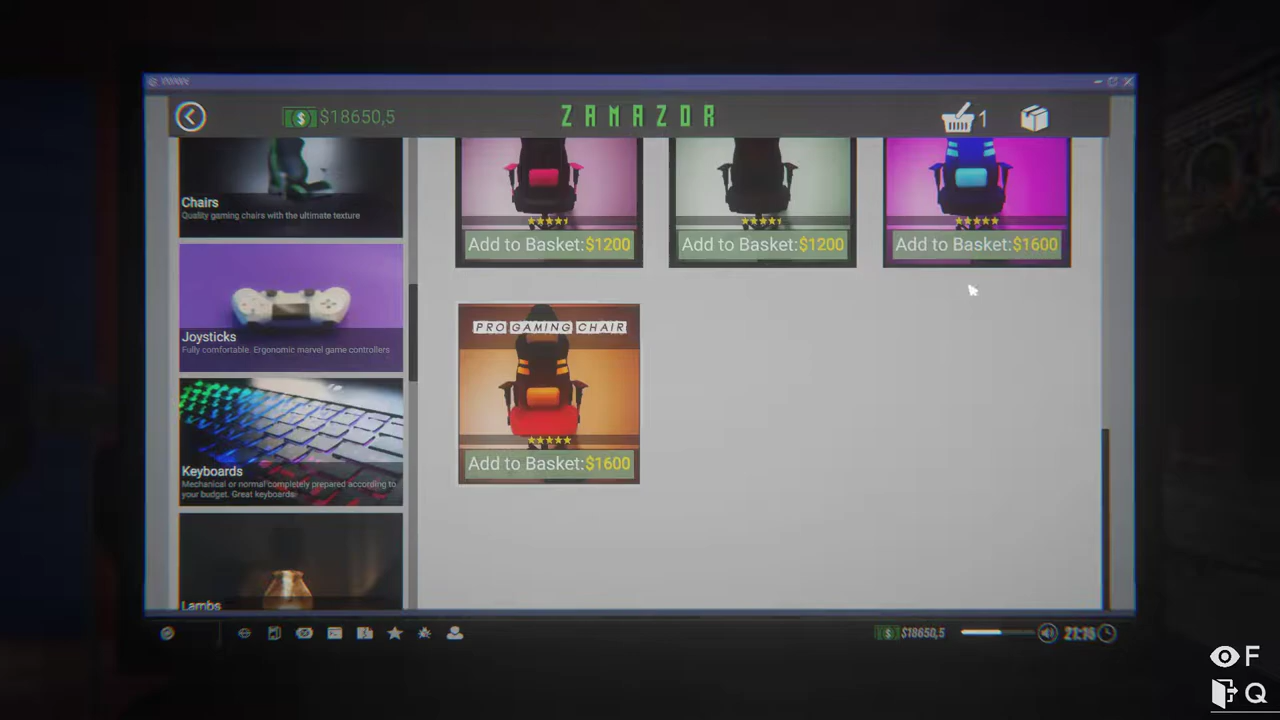 $18650,5
ZAMAZOR
1
Chairs
Quality gaming chairs with the ultimate texture
Add to Basket:$1200
Add to Basket:$1200
Add to Basket:$1600
Joysticks
Fully comfortable. Ergonomic marvel game controllers
PRO GAMING CHAIR
Add to Basket:$1600
Keyboards
Mechanical or normal completely prepared according to
your budget. Great keyboards.
Lambs
$18650,5
21:16
F
Q